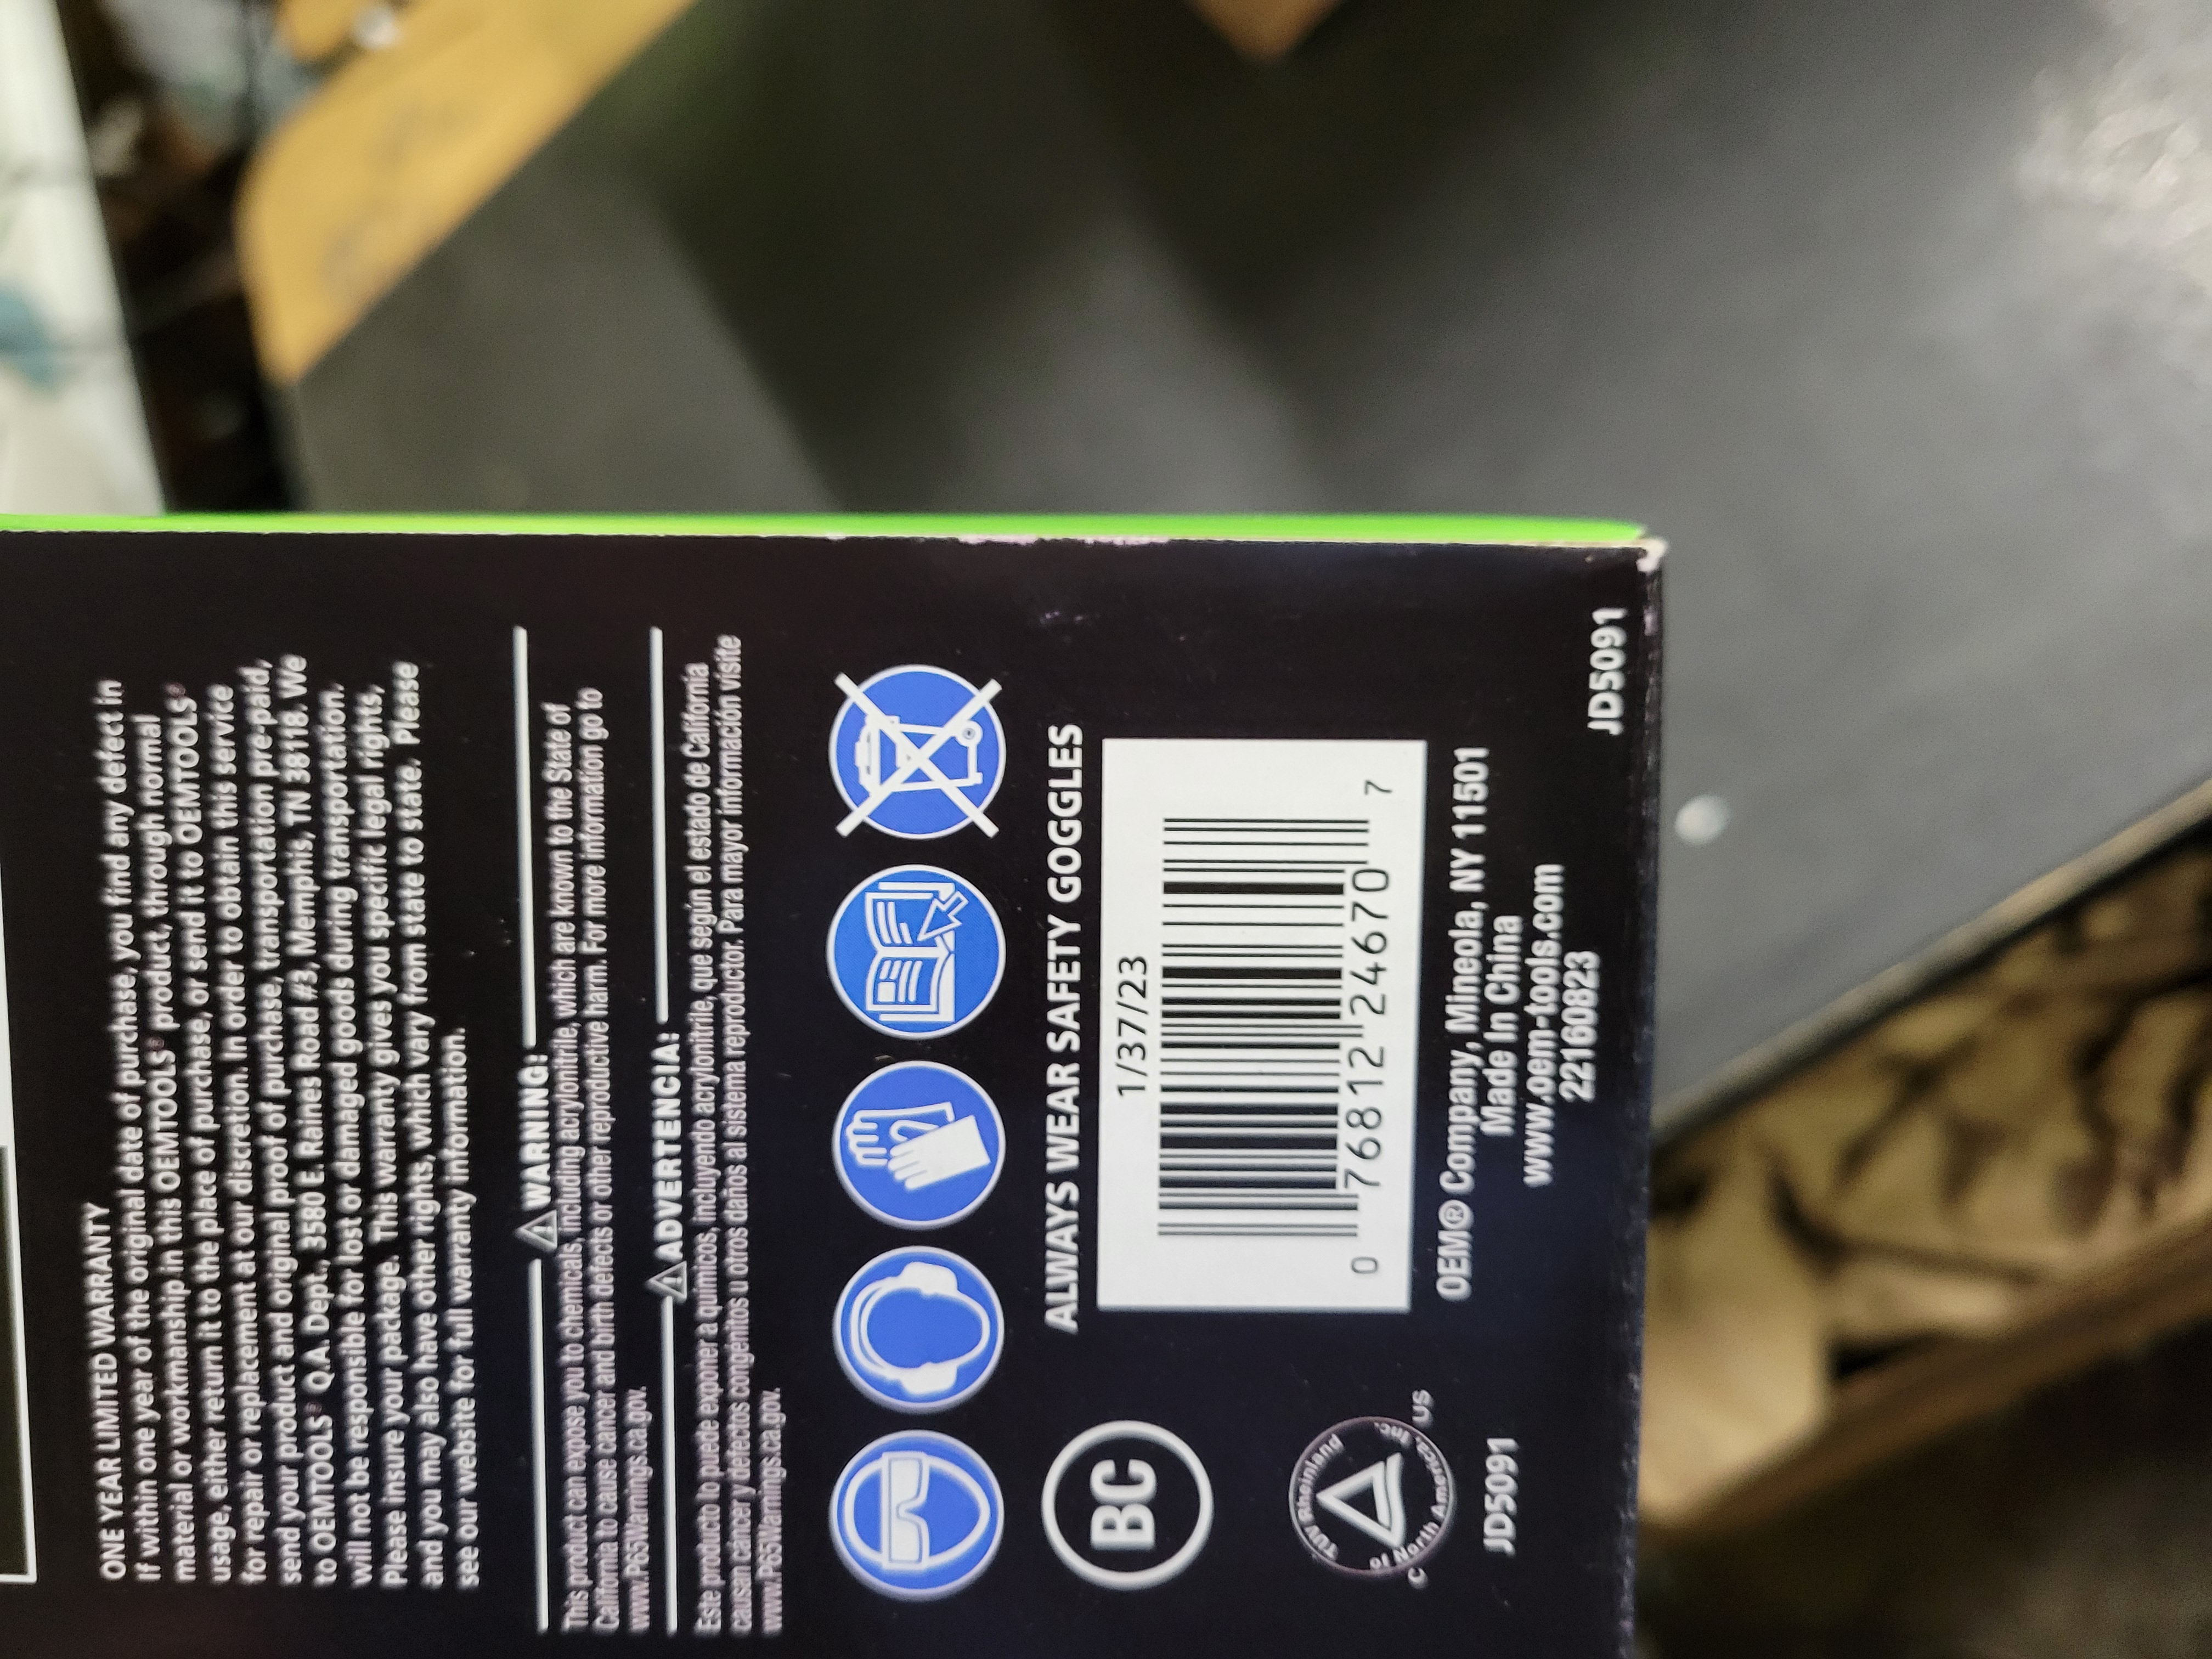 ONE YEAR LIMITED WARRANTY
If within one year of the original date of purchase, you find any defect in
material or workmanship in this OEMTOOLS® product, through normal
usage, either return it to the place of purchase, or send it to OEMTOOLS®
for repair or replacement at our discretion. In order to obtain this service
send your product and original proof of purchase, transportation pre-paid,
to OEMTOOLS® Q.A. Dept., 3580 E. Raines Road #3, Memphis, TN 38118. We
will not be responsible for lost or damaged goods during transportation.
Please insure your package. This warranty gives you specific legal rights,
and you may also have other rights, which vary from state to state. Please
see our website for full warranty information.
WARNING:
This product can expose you to chemicals, including acrylonitrile, which are known to the State of
California to cause cancer and birth defects or other reproductive harm. For more information go to
www.P65Warnings.ca.gov.
ADVERTENCIA:
Este producto lo puede exponer a químicos, incluyendo acrylonitrile, que según el estado de California
causan cáncer y defectos congénitos u otros daños al sistema reproductor. Para mayor información visite
www.P65Warnings.ca.gov.
ALWAYS WEAR SAFETY GOGGLES
BC
1/37/23
0 76812 24670 7
TÜV Rheinland
of North America, Inc.
C US
JD5091
OEM® Company, Mineola, NY 11501
Made In China
www.oem-tools.com
22160823
JD5091